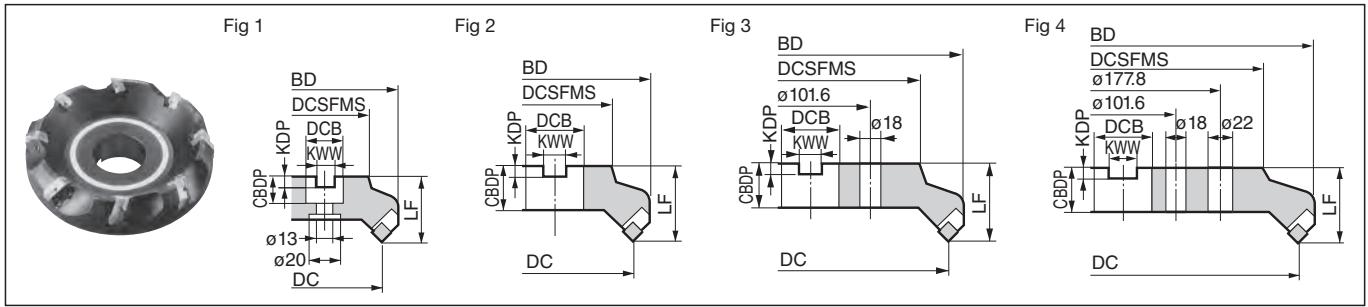 Fig 1
BD
DCSFMS
DCB
KWW
KDP
CBDP
LF
ø13
ø20
DC
Fig 2
BD
DCSFMS
DCB
KWW
KDP
CBDP
LF
DC
Fig 3
BD
DCSFMS
ø101.6
DCB
ø18
KWW
KDP
CBDP
LF
DC
Fig 4
BD
DCSFMS
ø177.8
ø101.6
DCB
ø18
ø22
KWW
KDP
CBDP
LF
DC